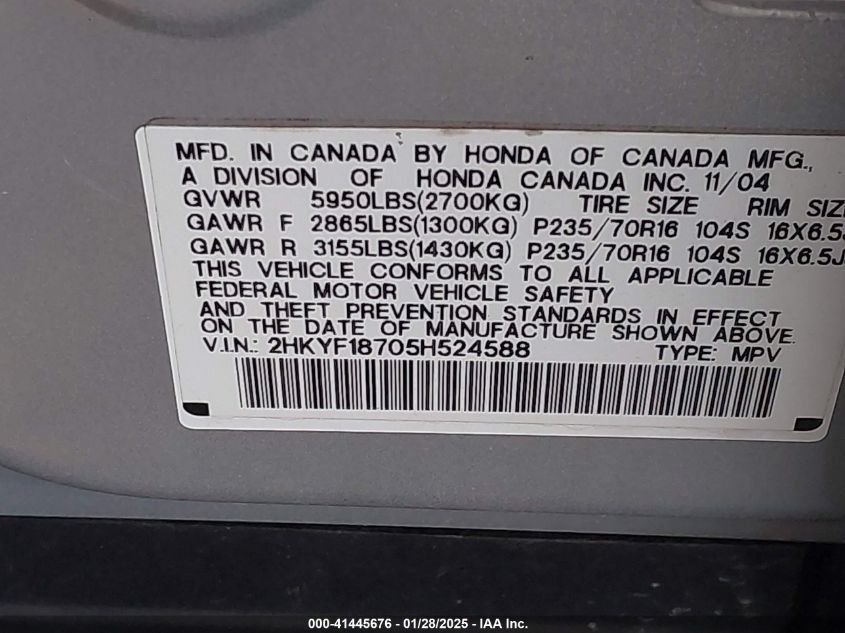 MFD. IN CANADA BY HONDA OF CANADA MFG.,
A DIVISION OF HONDA CANADA INC. 11/04
GVWR 5950LBS(2700KG) TIRE SIZE RIM SIZE
GAWR F 2865LBS(1300KG) P235/70R16 104S 16X6.5J
GAWR R 3155LBS(1430KG) P235/70R16 104S 16X6.5J
THIS VEHICLE CONFORMS TO ALL APPLICABLE
FEDERAL MOTOR VEHICLE SAFETY
AND THEFT PREVENTION STANDARDS IN EFFECT
ON THE DATE OF MANUFACTURE SHOWN ABOVE.
V.I.N.: 2HKYF18705H524588 TYPE: MPV
000-41445676 - 01/28/2025 - IAA Inc.